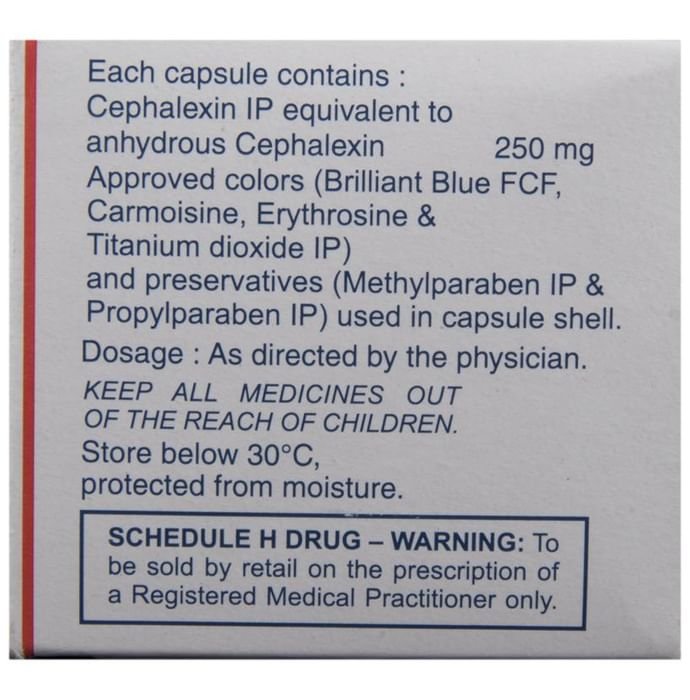 Each capsule contains :
Cephalexin IP equivalent to
anhydrous Cephalexin 250 mg
Approved colors (Brilliant Blue FCF,
Carmoisine, Erythrosine &
Titanium dioxide IP)
and preservatives (Methylparaben IP &
Propylparaben IP) used in capsule shell.
Dosage : As directed by the physician.
KEEP ALL MEDICINES OUT
OF THE REACH OF CHILDREN.
Store below 30°C,
protected from moisture.
SCHEDULE H DRUG – WARNING: To
be sold by retail on the prescription of
a Registered Medical Practitioner only.